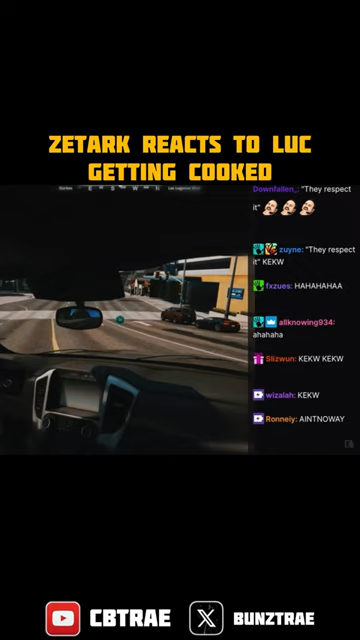 ZETARK REACTS TO LUC
GETTING COOKED
Downfallen_: "They respect
it"
zuyne: "They respect
it" KEKW
fxzues: HAHAHAHAA
allknowing934:
ahahaha
Slizwun: KEKW KEKW
wizalah: KEKW
Ronneiy: AINTNOWAY
CBTRAE
X
BUNZTRAE